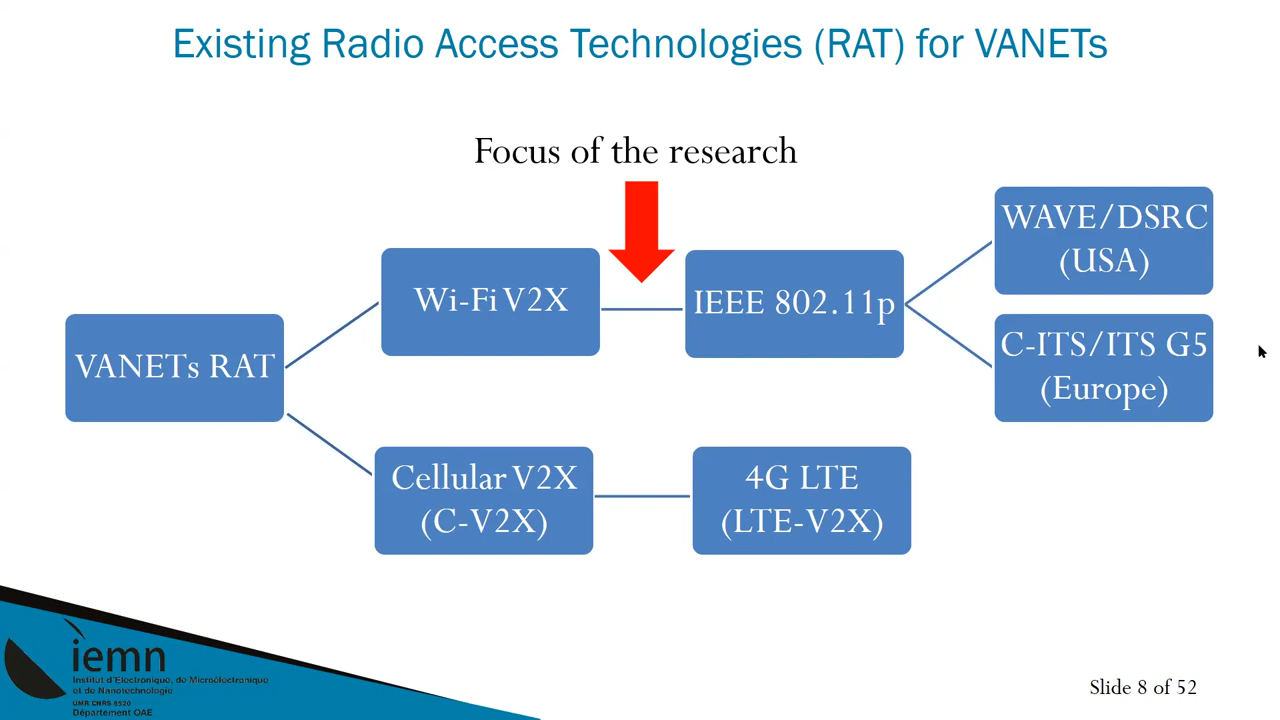 Existing Radio Access Technologies (RAT) for VANETs
Focus of the research
WAVE/DSRC
(USA)
Wi-Fi V2X
IEEE 802.11p
C-ITS/ITS G5
(Europe)
VANETs RAT
Cellular V2X
(C-V2X)
4G LTE
(LTE-V2X)
iemn
Institut d'Electronique, de Microélectronique
et de Nanotechnologie
UMR CNRS 8520
Département OAE
Slide 8 of 52